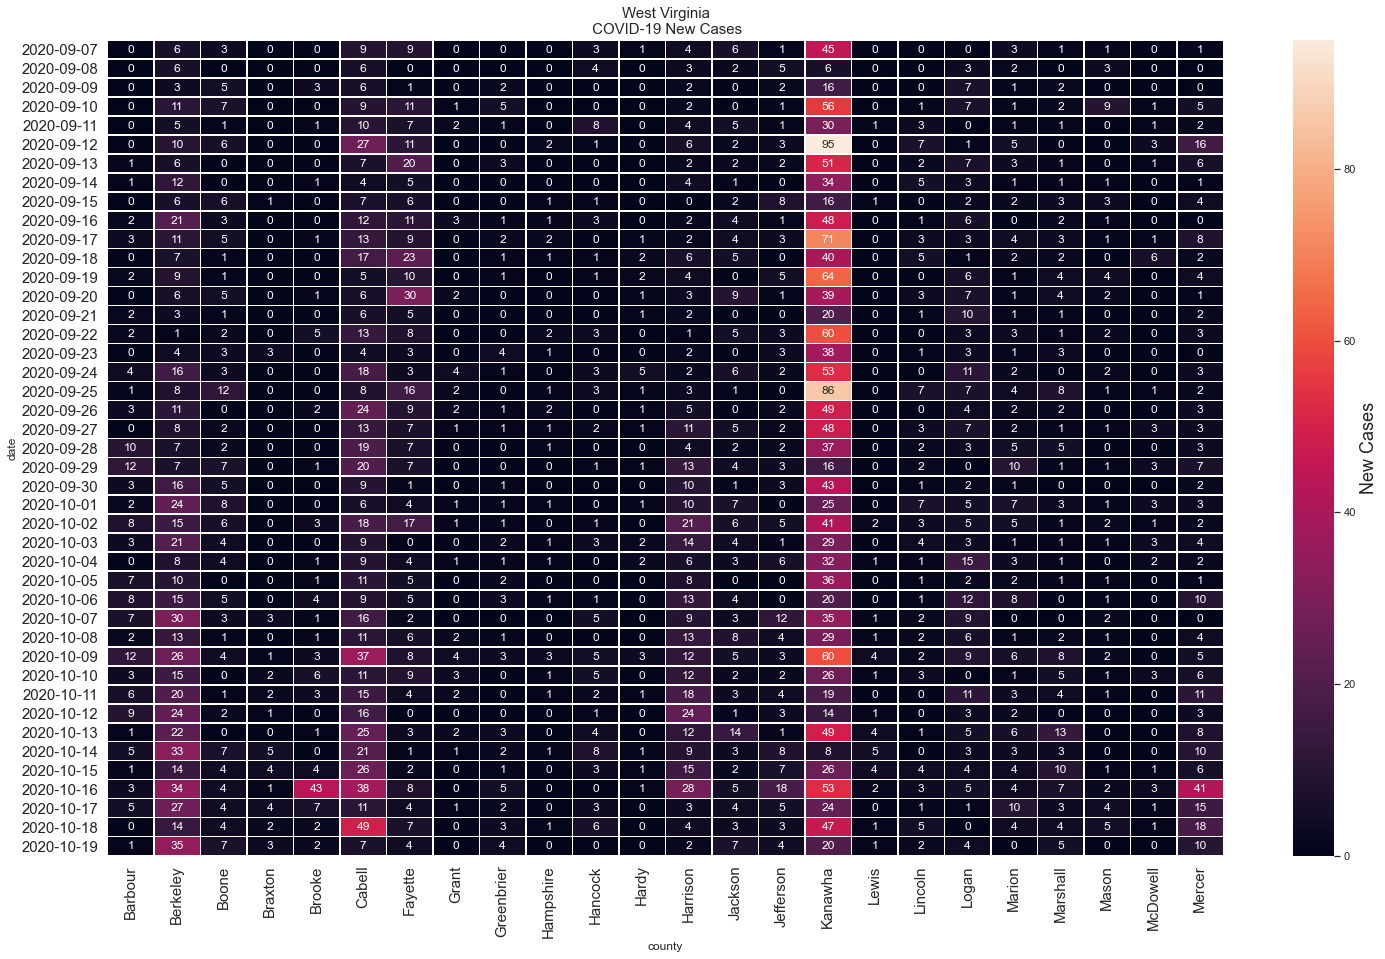 West Virginia
COVID-19 New Cases
2020-09-07 0 6 3 0 0 9 9 0 0 0 3 1 4 6 1 45 0 0 0 3 1 1 0 1
2020-09-08 0 6 0 0 0 6 0 0 0 0 4 0 3 2 5 6 0 0 3 2 0 3 0 0
2020-09-09 0 3 5 0 3 6 1 0 2 0 0 0 2 0 2 16 0 0 7 1 2 0 0 0
2020-09-10 0 11 7 0 0 9 11 1 5 0 0 0 2 0 1 56 0 1 7 1 2 9 1 5
2020-09-11 0 5 1 0 1 10 7 2 1 0 8 0 4 5 1 30 1 3 0 1 1 0 1 2
2020-09-12 0 10 6 0 0 27 11 0 0 2 1 0 6 2 3 95 0 7 1 5 0 0 3 16
2020-09-13 1 6 0 0 0 7 20 0 3 0 0 0 2 2 2 51 0 2 7 3 1 0 1 6
2020-09-14 1 12 0 0 1 4 5 0 0 0 0 0 4 1 0 34 0 5 3 1 1 1 0 1
2020-09-15 0 6 6 1 0 7 6 0 0 1 1 0 0 2 8 16 1 0 2 2 3 3 0 4
2020-09-16 2 21 3 0 0 12 11 3 1 1 3 0 2 4 1 48 0 1 6 0 2 1 0 0
2020-09-17 3 11 5 0 1 13 9 0 2 2 0 1 2 4 3 71 0 3 3 4 3 1 1 8
2020-09-18 0 7 1 0 0 17 23 0 1 1 1 2 6 5 0 40 0 5 1 2 2 0 6 2
2020-09-19 2 9 1 0 0 5 10 0 1 0 1 2 4 0 5 64 0 0 6 1 4 4 0 4
2020-09-20 0 6 5 0 1 6 30 2 0 0 0 1 3 9 1 39 0 3 7 1 4 2 0 1
2020-09-21 2 3 1 0 0 6 5 0 0 0 0 1 2 0 0 20 0 1 10 1 1 0 0 2
2020-09-22 2 1 2 0 5 13 8 0 0 2 3 0 1 5 3 60 0 0 3 3 1 2 0 3
2020-09-23 0 4 3 3 0 4 3 0 4 1 0 0 2 0 3 38 0 1 3 1 3 0 0 0
2020-09-24 4 16 3 0 0 18 3 4 1 0 3 5 2 6 2 53 0 0 11 2 0 2 0 3
2020-09-25 1 8 12 0 0 8 16 2 0 1 3 1 3 1 0 86 0 7 7 4 8 1 1 2
2020-09-26 3 11 0 0 2 24 9 2 1 2 0 1 5 0 2 49 0 0 4 2 2 0 0 3
2020-09-27 0 8 2 0 0 13 7 1 1 1 2 1 11 5 2 48 0 3 7 2 1 1 3 3
2020-09-28 10 7 2 0 0 19 7 0 0 1 0 0 4 2 2 37 0 2 3 5 5 0 0 3
2020-09-29 12 7 7 0 1 20 7 0 0 0 1 1 13 4 3 16 0 2 0 10 1 1 3 7
2020-09-30 3 16 5 0 0 9 1 0 1 0 0 0 10 1 3 43 0 1 2 1 0 0 0 2
2020-10-01 2 24 8 0 0 6 4 1 1 1 0 1 10 7 0 25 0 7 5 7 3 1 3 3
2020-10-02 8 15 6 0 3 18 17 1 1 0 1 0 21 6 5 41 2 3 5 5 1 2 1 2
2020-10-03 3 21 4 0 0 9 0 0 2 1 3 2 14 4 1 29 0 4 3 1 1 1 3 4
2020-10-04 0 8 4 0 1 9 4 1 1 1 0 2 6 3 6 32 1 1 15 3 1 0 2 2
2020-10-05 7 10 0 0 1 11 5 0 2 0 0 0 8 0 0 36 0 1 2 2 1 1 0 1
2020-10-06 8 15 5 0 4 9 5 0 3 1 1 0 13 4 0 20 0 1 12 8 0 1 0 10
2020-10-07 7 30 3 3 1 16 2 0 0 0 5 0 9 3 12 35 1 2 9 0 0 2 0 0
2020-10-08 2 13 1 0 1 11 6 2 1 0 0 0 13 8 4 29 1 2 6 1 2 1 0 4
2020-10-09 12 26 4 1 3 37 8 4 3 3 5 3 12 5 3 60 4 2 9 6 8 2 0 5
2020-10-10 3 15 0 2 6 11 9 3 0 1 5 0 12 2 2 26 1 3 0 1 5 1 3 6
2020-10-11 6 20 1 2 3 15 4 2 0 1 2 1 18 3 4 19 0 0 11 3 4 1 0 11
2020-10-12 9 24 2 1 0 16 0 0 0 0 1 0 24 1 3 14 1 0 3 2 0 0 0 3
2020-10-13 1 22 0 0 1 25 3 2 3 0 4 0 12 14 1 49 4 1 5 6 13 0 0 8
2020-10-14 5 33 7 5 0 21 1 1 2 1 8 1 9 3 8 8 5 0 3 3 3 0 0 10
2020-10-15 1 14 4 4 4 26 2 0 1 0 3 1 15 2 7 26 4 4 4 4 10 1 1 6
2020-10-16 3 34 4 1 43 38 8 0 5 0 0 1 28 5 18 53 2 3 5 4 7 2 3 41
2020-10-17 5 27 4 4 7 11 4 1 2 0 3 0 3 4 5 24 0 1 1 10 3 4 1 15
2020-10-18 0 14 4 2 2 49 7 0 3 1 6 0 4 3 3 47 1 5 0 4 4 5 1 18
2020-10-19 1 35 7 3 2 7 4 0 4 0 0 0 2 7 4 20 1 2 4 0 5 0 0 10
date
Barbour Berkeley Boone Braxton Brooke Cabell Fayette Grant Greenbrier Hampshire Hancock Hardy Harrison Jackson Jefferson Kanawha Lewis Lincoln Logan Marion Marshall Mason McDowell Mercer
county
80
60
40
20
0
New Cases